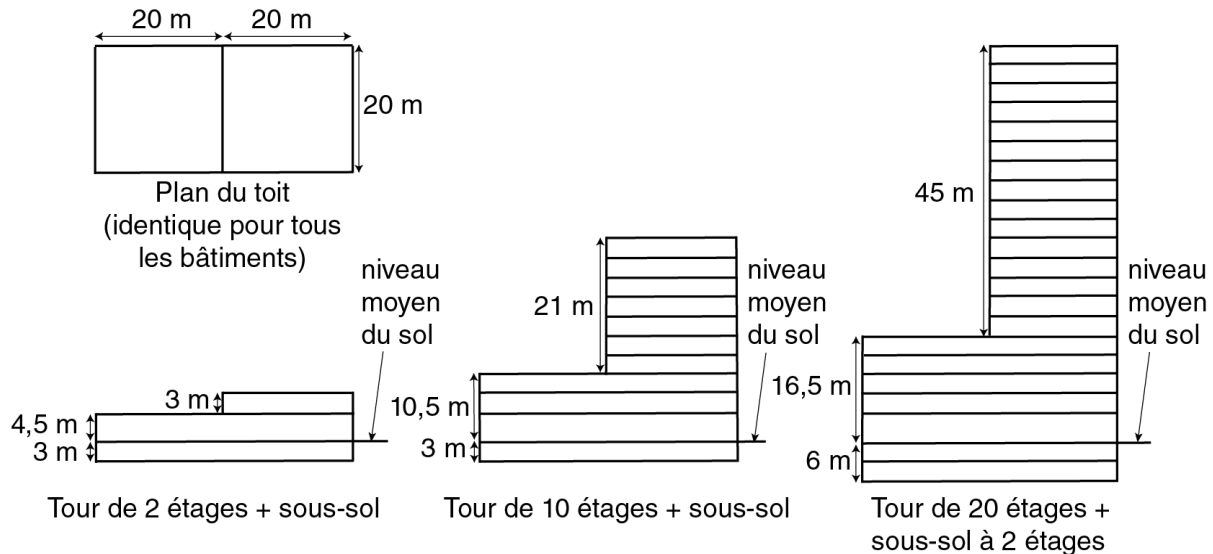 20 m
20 m
20 m
Plan du toit
(identique pour tous
les bâtiments)
niveau
moyen
du sol
3 m
4,5 m
3 m
Tour de 2 étages + sous-sol
21 m
niveau
moyen
du sol
10,5 m
3 m
Tour de 10 étages + sous-sol
45 m
niveau
moyen
du sol
16,5 m
6 m
Tour de 20 étages +
sous-sol à 2 étages